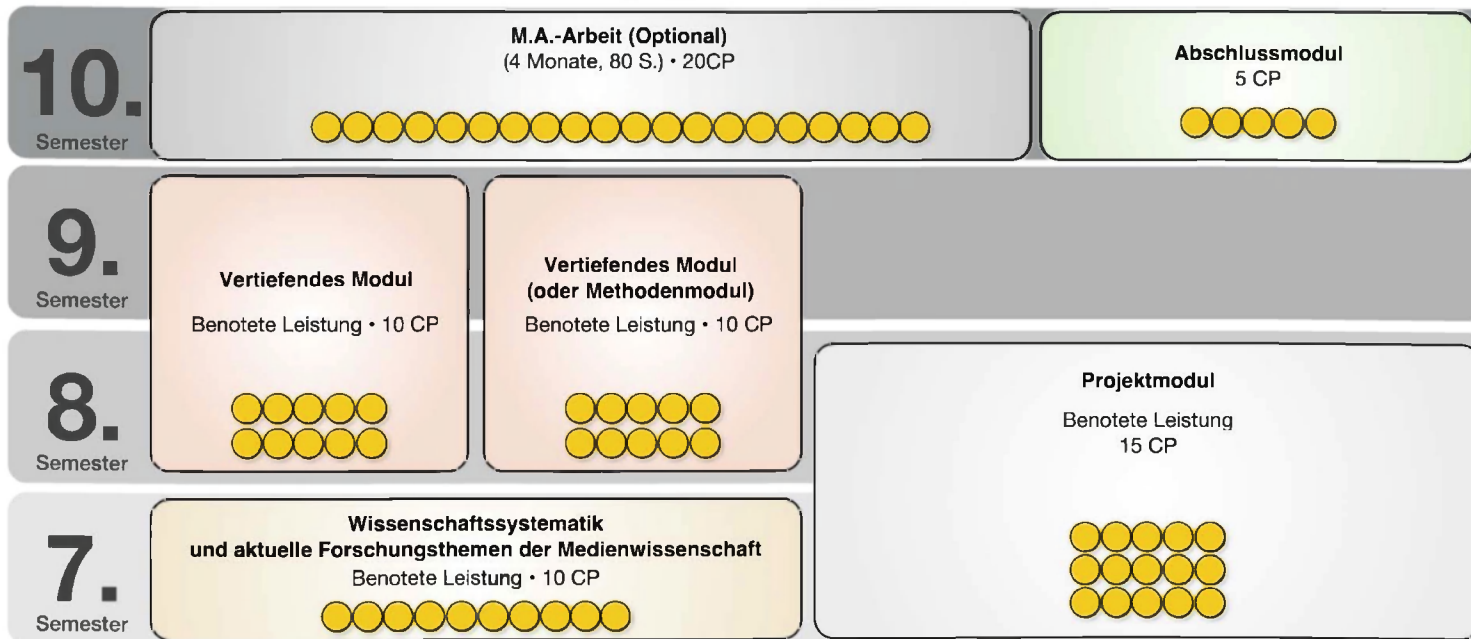 10.
Semester
M.A.-Arbeit (Optional)
(4 Monate, 80 S.) • 20CP
Abschlussmodul
5 CP
9.
Semester
Vertiefendes Modul
Benotete Leistung • 10 CP
Vertiefendes Modul
(oder Methodenmodul)
Benotete Leistung • 10 CP
8.
Semester
Projektmodul
Benotete Leistung
15 CP
7.
Semester
Wissenschaftssystematik
und aktuelle Forschungsthemen der Medienwissenschaft
Benotete Leistung • 10 CP